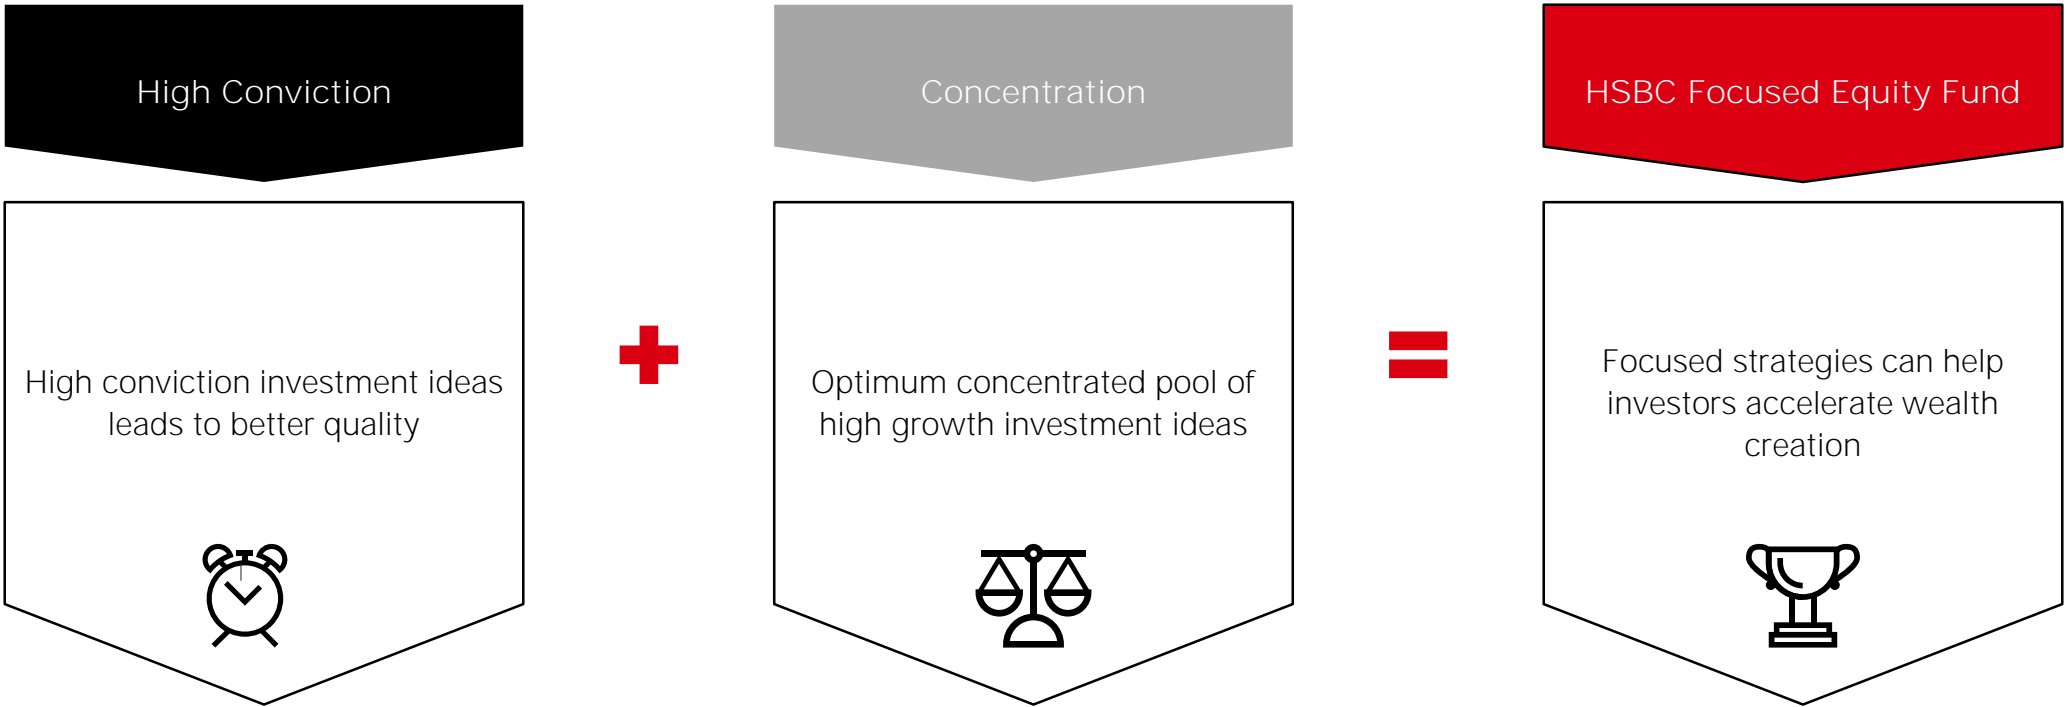 High Conviction
Concentration
HSBC Focused Equity Fund
High conviction investment ideas
leads to better quality
Optimum concentrated pool of
high growth investment ideas
Focused strategies can help
investors accelerate wealth
creation